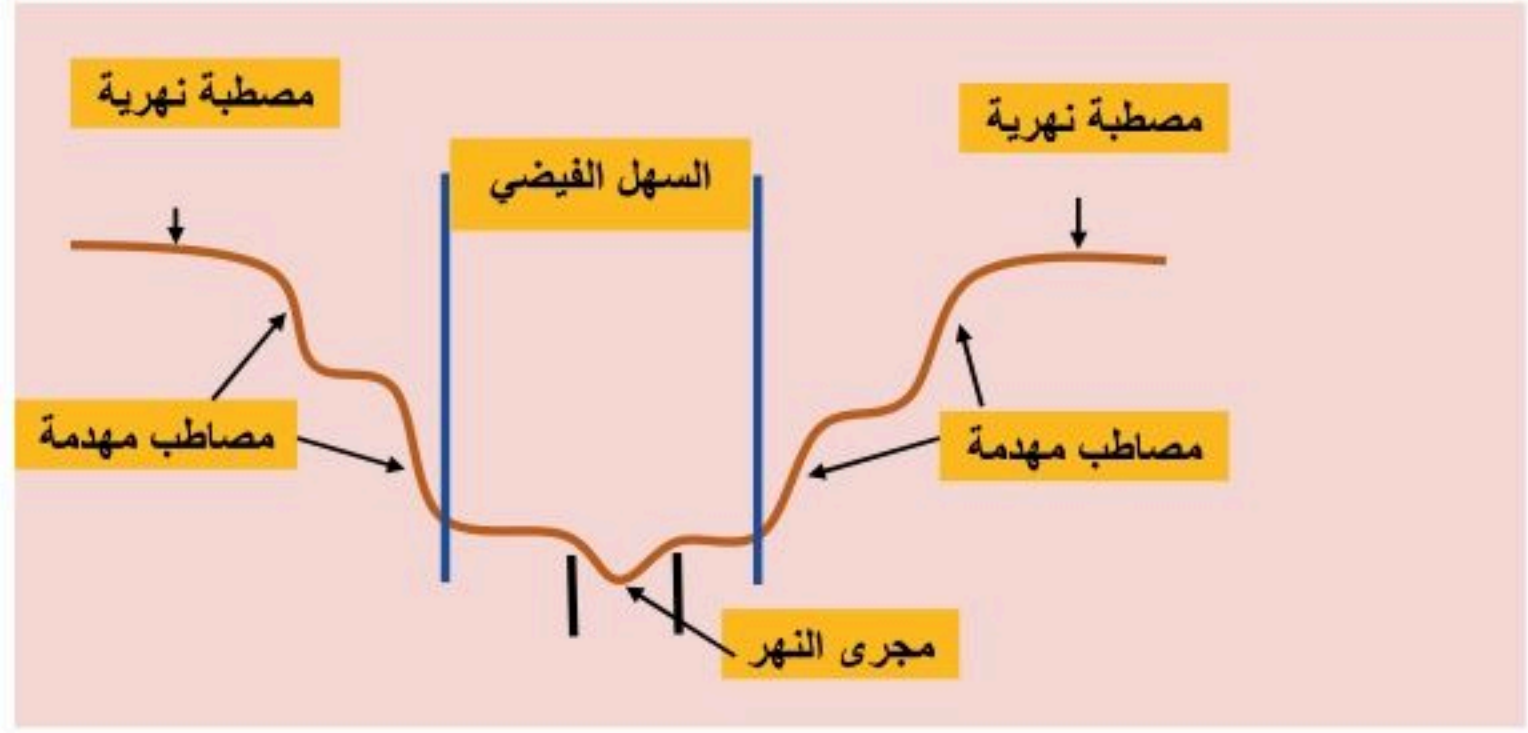 مصطبة نهرية
مصطبة نهرية
السهل الفيضي
مصاطب مهدمة
مصاطب مهدمة
مجرى النهر